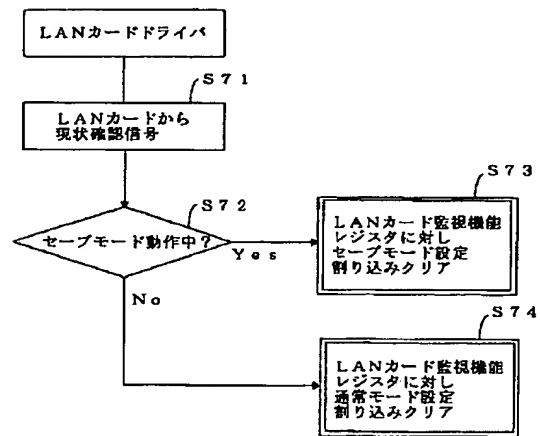 LANカードドライバ
S71
LANカードから
現状確認信号
S72
セーブモード動作中?
Yes
No
S73
LANカード監視機能
レジスタに対し
セーブモード設定
割り込みクリア
S74
LANカード監視機能
レジスタに対し
通常モード設定
割り込みクリア